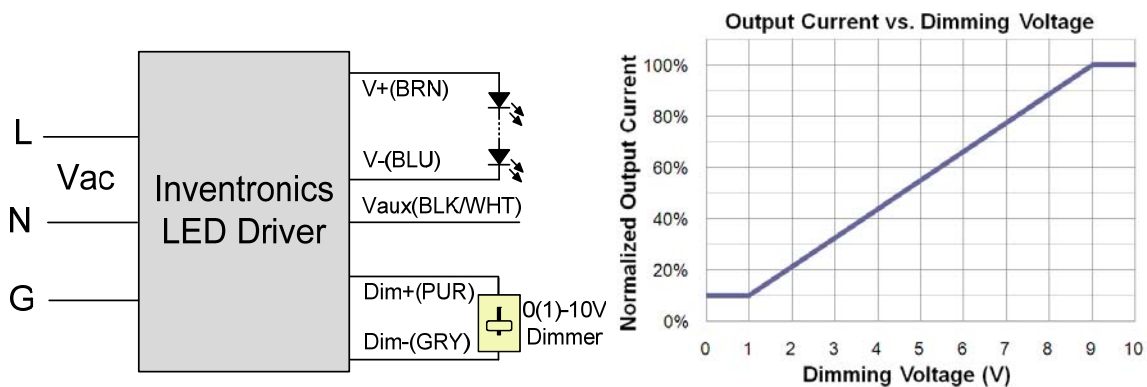 L
Vac
N
G
Inventronics
LED Driver
V+(BRN)
V-(BLU)
Vaux(BLK/WHT)
Dim+(PUR)
Dim-(GRY)
0(1)-10V
Dimmer
Output Current vs. Dimming Voltage
Normalized Output Current
100%
80%
60%
40%
20%
0%
0 1 2 3 4 5 6 7 8 9 10
Dimming Voltage (V)